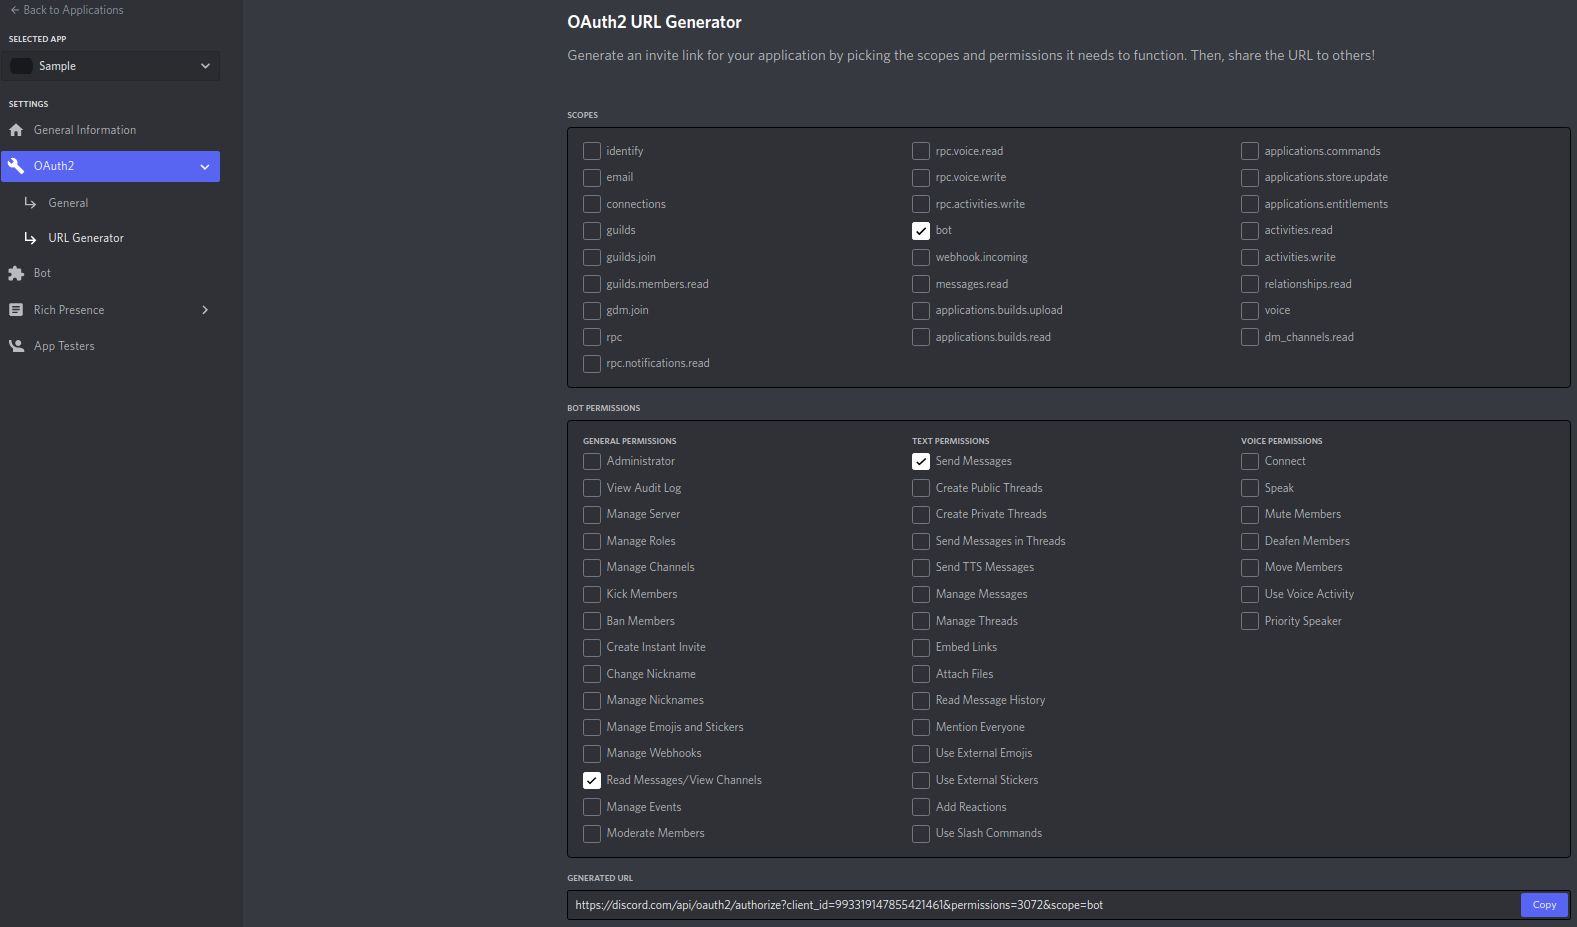 Back to Applications
SELECTED APP
Sample
SETTINGS
General Information
OAuth2
General
URL Generator
Bot
Rich Presence
App Testers
OAuth2 URL Generator
Generate an invite link for your application by picking the scopes and permissions it needs to function. Then, share the URL to others!
SCOPES
identify
email
connections
guilds
guilds.join
guilds.members.read
gdm.join
rpc
rpc.notifications.read
rpc.voice.read
rpc.voice.write
rpc.activities.write
bot
webhook.incoming
messages.read
applications.builds.upload
applications.builds.read
applications.commands
applications.store.update
applications.entitlements
activities.read
activities.write
relationships.read
voice
dm_channels.read
BOT PERMISSIONS
GENERAL PERMISSIONS
Administrator
View Audit Log
Manage Server
Manage Roles
Manage Channels
Kick Members
Ban Members
Create Instant Invite
Change Nickname
Manage Nicknames
Manage Emojis and Stickers
Manage Webhooks
Read Messages/View Channels
Manage Events
Moderate Members
TEXT PERMISSIONS
Send Messages
Create Public Threads
Create Private Threads
Send Messages in Threads
Send TTS Messages
Manage Messages
Manage Threads
Embed Links
Attach Files
Read Message History
Mention Everyone
Use External Emojis
Use External Stickers
Add Reactions
Use Slash Commands
VOICE PERMISSIONS
Connect
Speak
Mute Members
Deafen Members
Move Members
Use Voice Activity
Priority Speaker
GENERATED URL
https://discord.com/api/oauth2/authorize?client_id=993319147855421461&permissions=3072&scope=bot
Copy